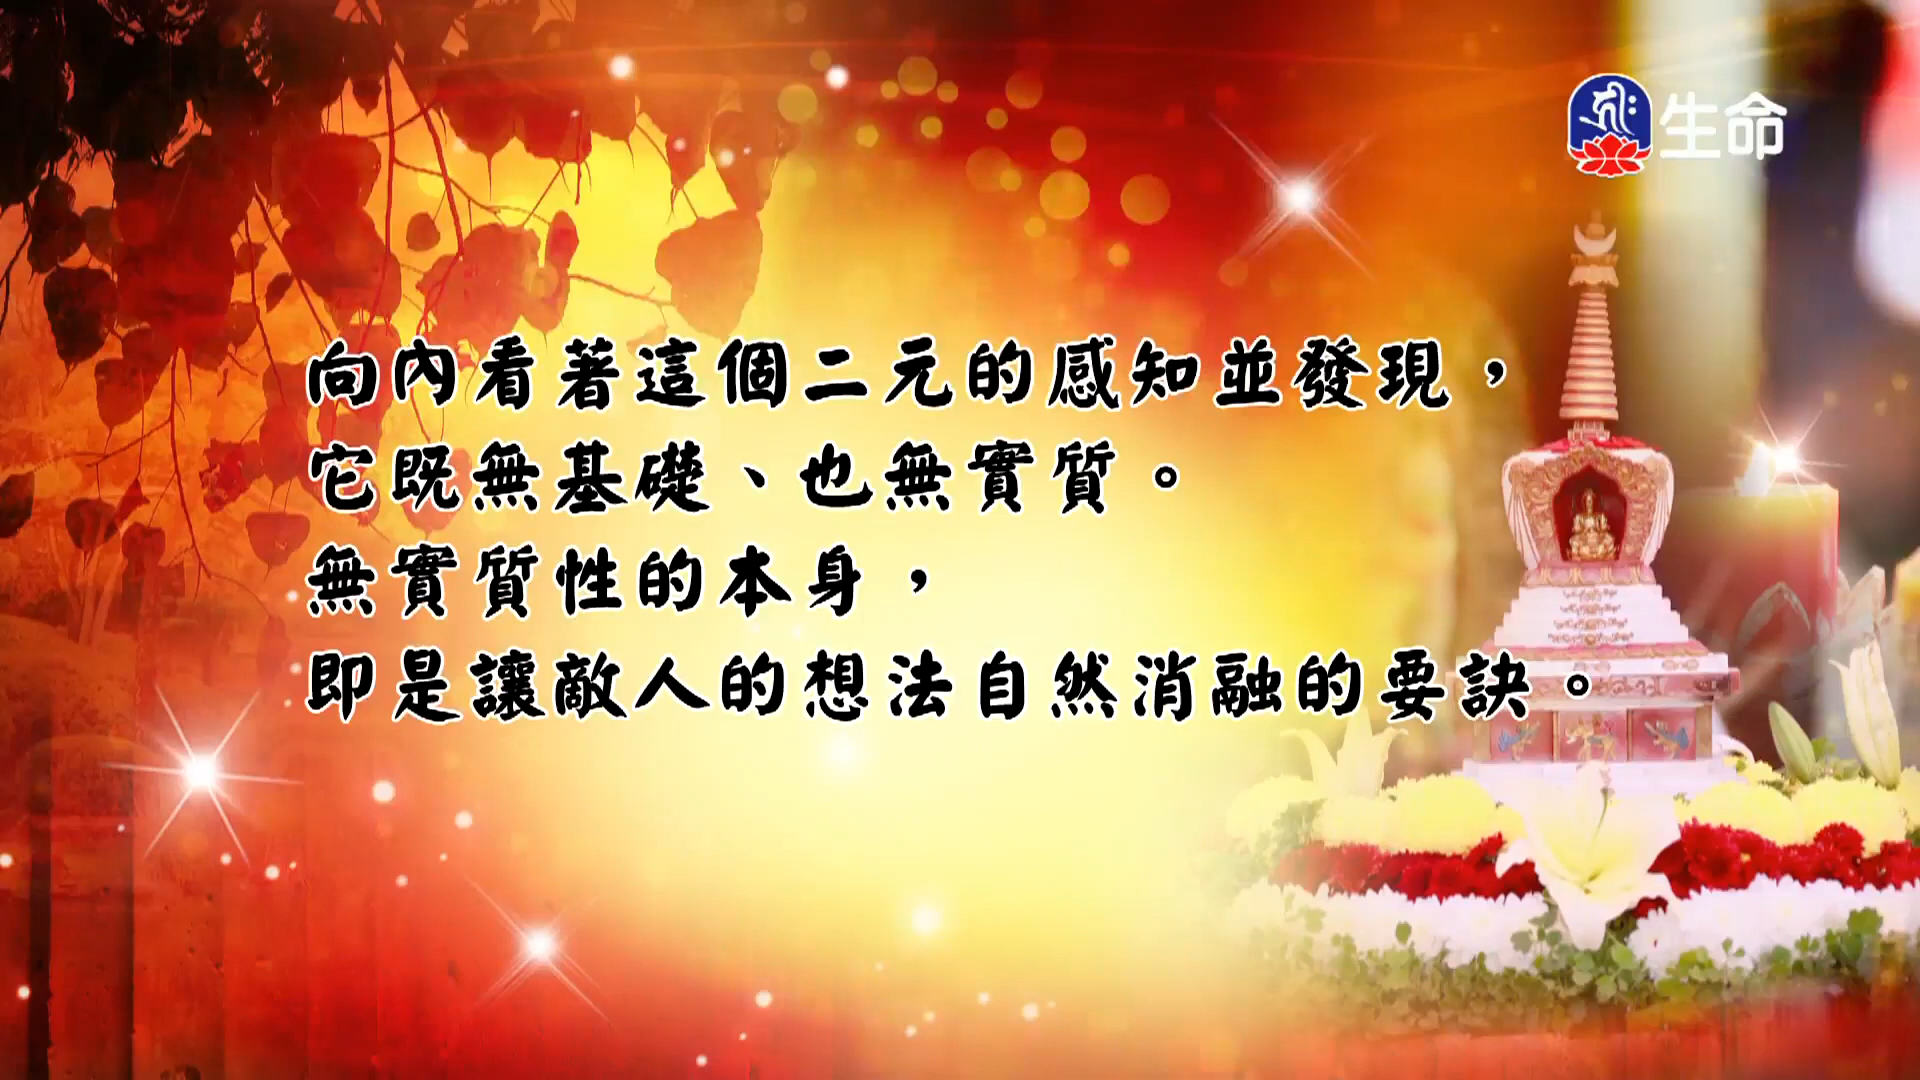 生命
向內看著這個二元的感知並發現，
它既無基礎、也無實質。
無實質性的本身，
即是讓敵人的想法自然消融的要訣。